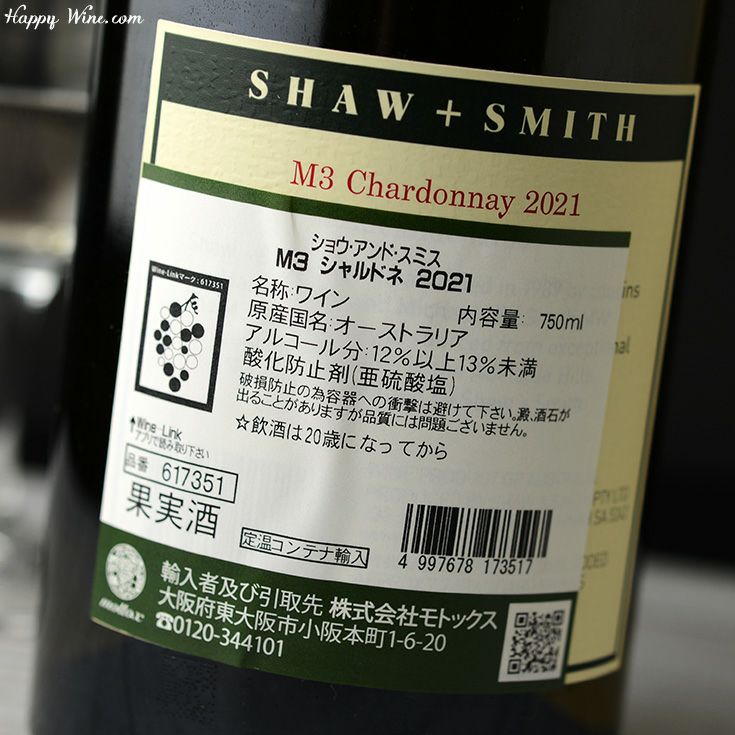 Happy Wine.com
SHAW + SMITH
M3 Chardonnay 2021
ショウ・アンド・スミス
M3 シャルドネ 2021
Wine-Linkマーク:617351
名称:ワイン
内容量: 750ml
原産国名:オーストラリア
アルコール分:12%以上13%未満
酸化防止剤(亜硫酸塩)
破損防止の為容器への衝撃は避けて下さい。澱、酒石が
出ることがありますが品質には問題ございません。
☆飲酒は20歳になってから
↑Wine-Link
アプリで読み取り下さい
品番 617351
果実酒
定温コンテナ輸入
4 997678 173517
輸入者及び引取先 株式会社モトックス
大阪府東大阪市小阪本町1-6-20
☎0120-344101
mottox
PTY LTD